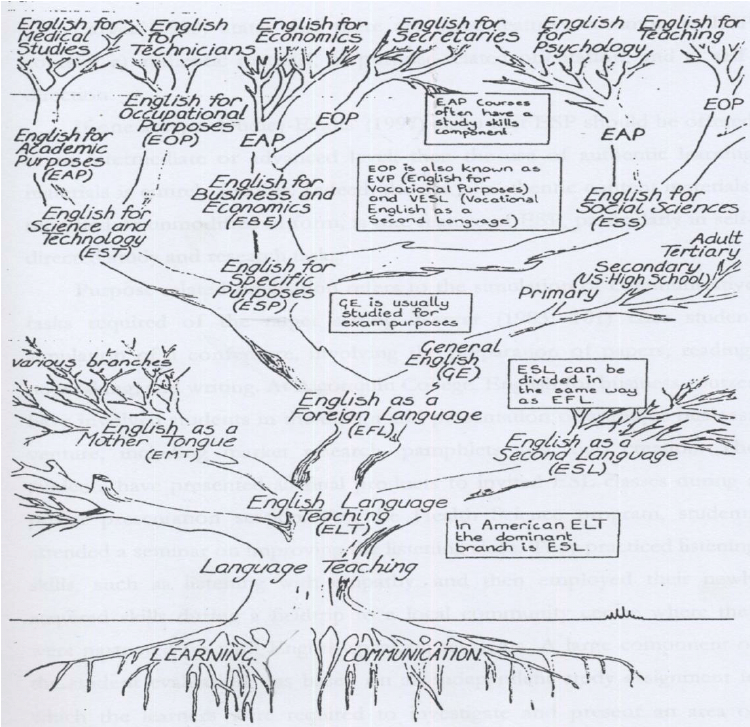 English for
Medical
Studies
English
for
Technicians
English for
Economics
English for
Secretaries
English
for
Psychology
English for
Teaching
English for
Occupational
Purposes
(EOP)
EOP
EAP
EAP courses
often have a
study skills
component
EAP
EOP
English for
Academic
Purposes
(EAP)
EOP is also known as
EVP (English for
Vocational Purposes)
and VESL (Vocational
English as a
Second Language)
English for
Business and
Economics
(EBE)
English for
Social Sciences
(ESS)
English for
Science and
Technology
(EST)
Adult
Tertiary
Secondary
(US High School)
Primary
English for
Specific
Purposes
(ESP)
GE is usually
studied for
exam purposes
General
English
(GE)
various branches
ESL can be
divided in
the same way
as EFL.
English as a
Foreign Language
(EFL)
English as
Mother Tongue
(EMT)
English as a
Second Language
(ESL)
English Language
Teaching
(ELT)
In American ELT
the dominant
branch is ESL
Language Teaching
LEARNING
COMMUNICATION